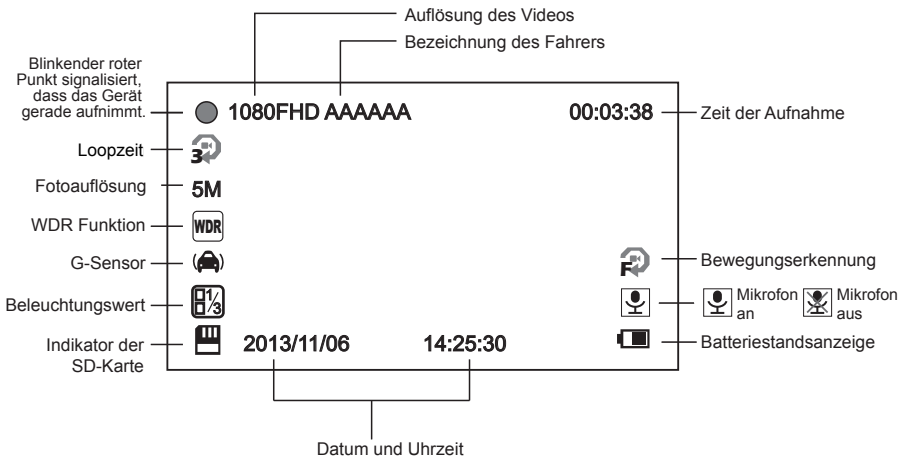 Auflösung des Videos
Bezeichnung des Fahrers
Blinkender roter
Punkt signalisiert,
dass das Gerät
gerade aufnimmt.
1080FHD AAAAAA
00:03:38
Zeit der Aufnahme
Loopzeit
3
Fotoauflösung
5M
WDR Funktion
WDR
G-Sensor
F
Bewegungserkennung
Beleuchtungswert
1/3
Mikrofon
an
Mikrofon
aus
Indikator der
SD-Karte
2013/11/06
14:25:30
Batteriestandsanzeige
Datum und Uhrzeit